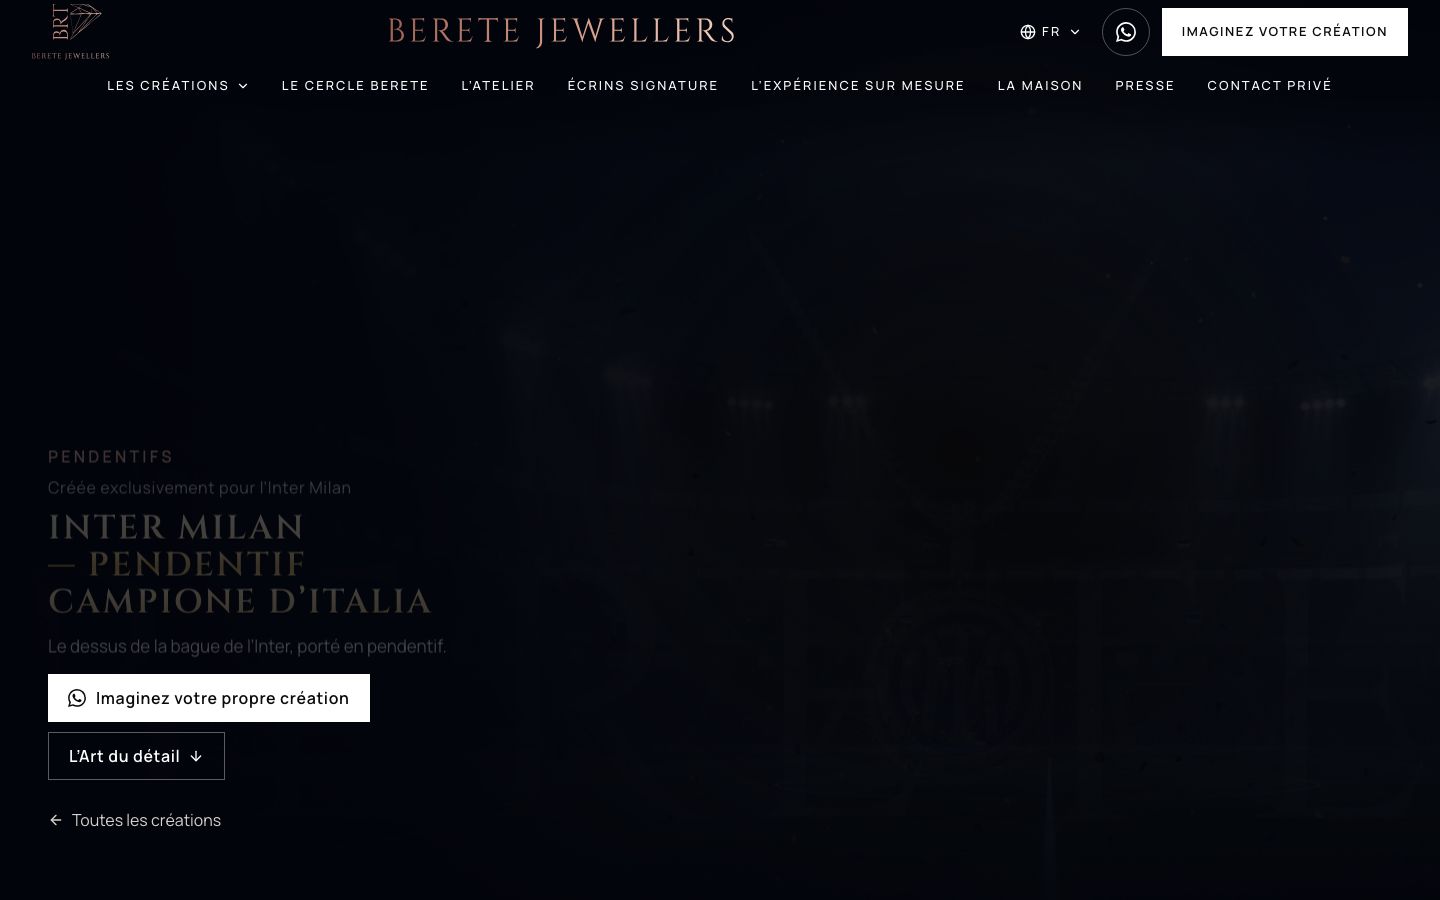 BRT
BERETE JEWELLERS
BERETE JEWELLERS
FR
IMAGINEZ VOTRE CRÉATION
LES CRÉATIONS
LE CERCLE BERETE
L'ATELIER
ÉCRINS SIGNATURE
L'EXPÉRIENCE SUR MESURE
LA MAISON
PRESSE
CONTACT PRIVÉ
PENDENTIFS
Créée exclusivement pour l'Inter Milan
INTER MILAN
— PENDENTIF
CAMPIONE D’ITALIA
Le dessus de la bague de l'Inter, porté en pendentif.
Imaginez votre propre création
L’Art du détail
Toutes les créations